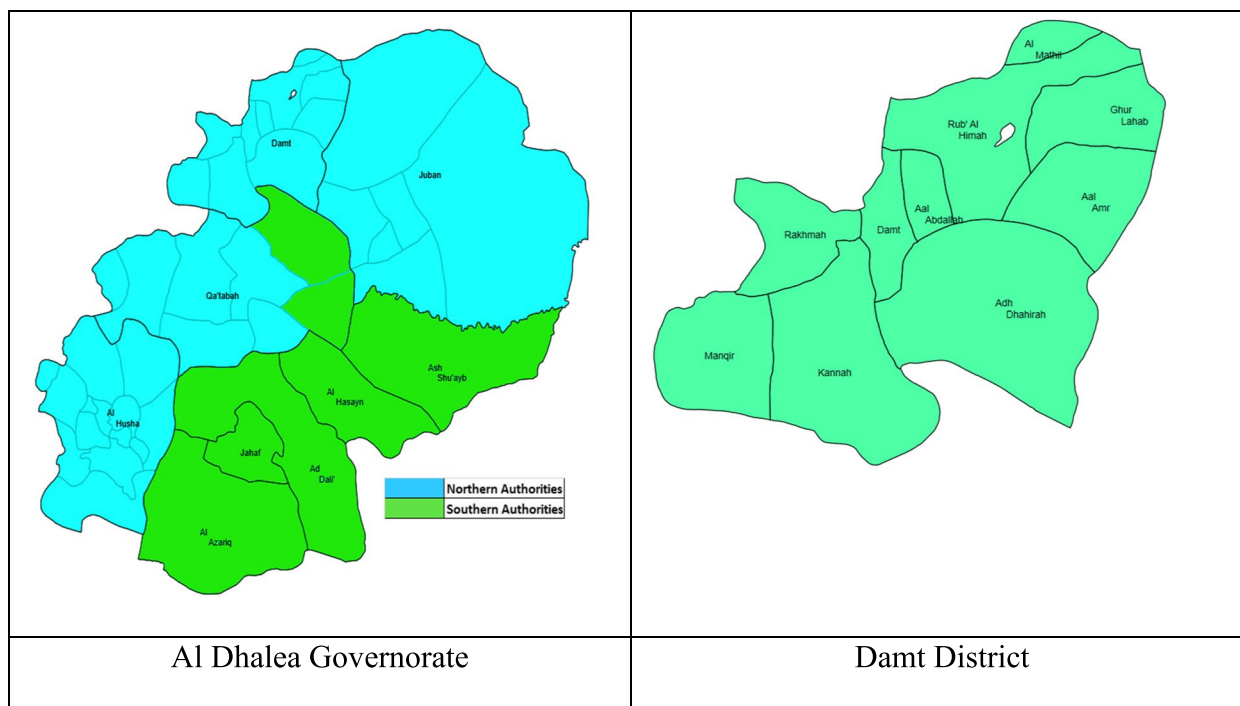 Damt
Juban
Qa'tabah
Ash
Shu'ayb
Al
Hasayn
Al
Husha
Jahaf
Ad
Dali'
Al
Azariq
Northern Authorities
Southern Authorities
Al Dhalea Governorate
Al
Mathil
Ghur
Lahab
Rub' Al
Himah
Aal
Amr
Aal
Abdallah
Damt
Rakhmah
Adh
Dhahirah
Manqir
Kannah
Damt District